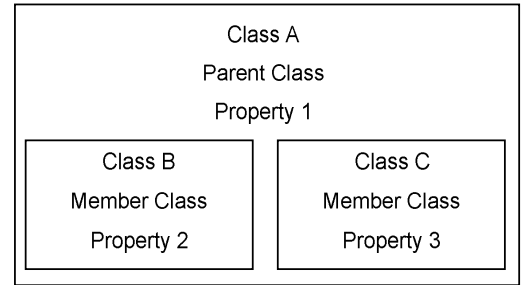 Class A
Parent Class
Property 1
Class B
Member Class
Property 2
Class C
Member Class
Property 3